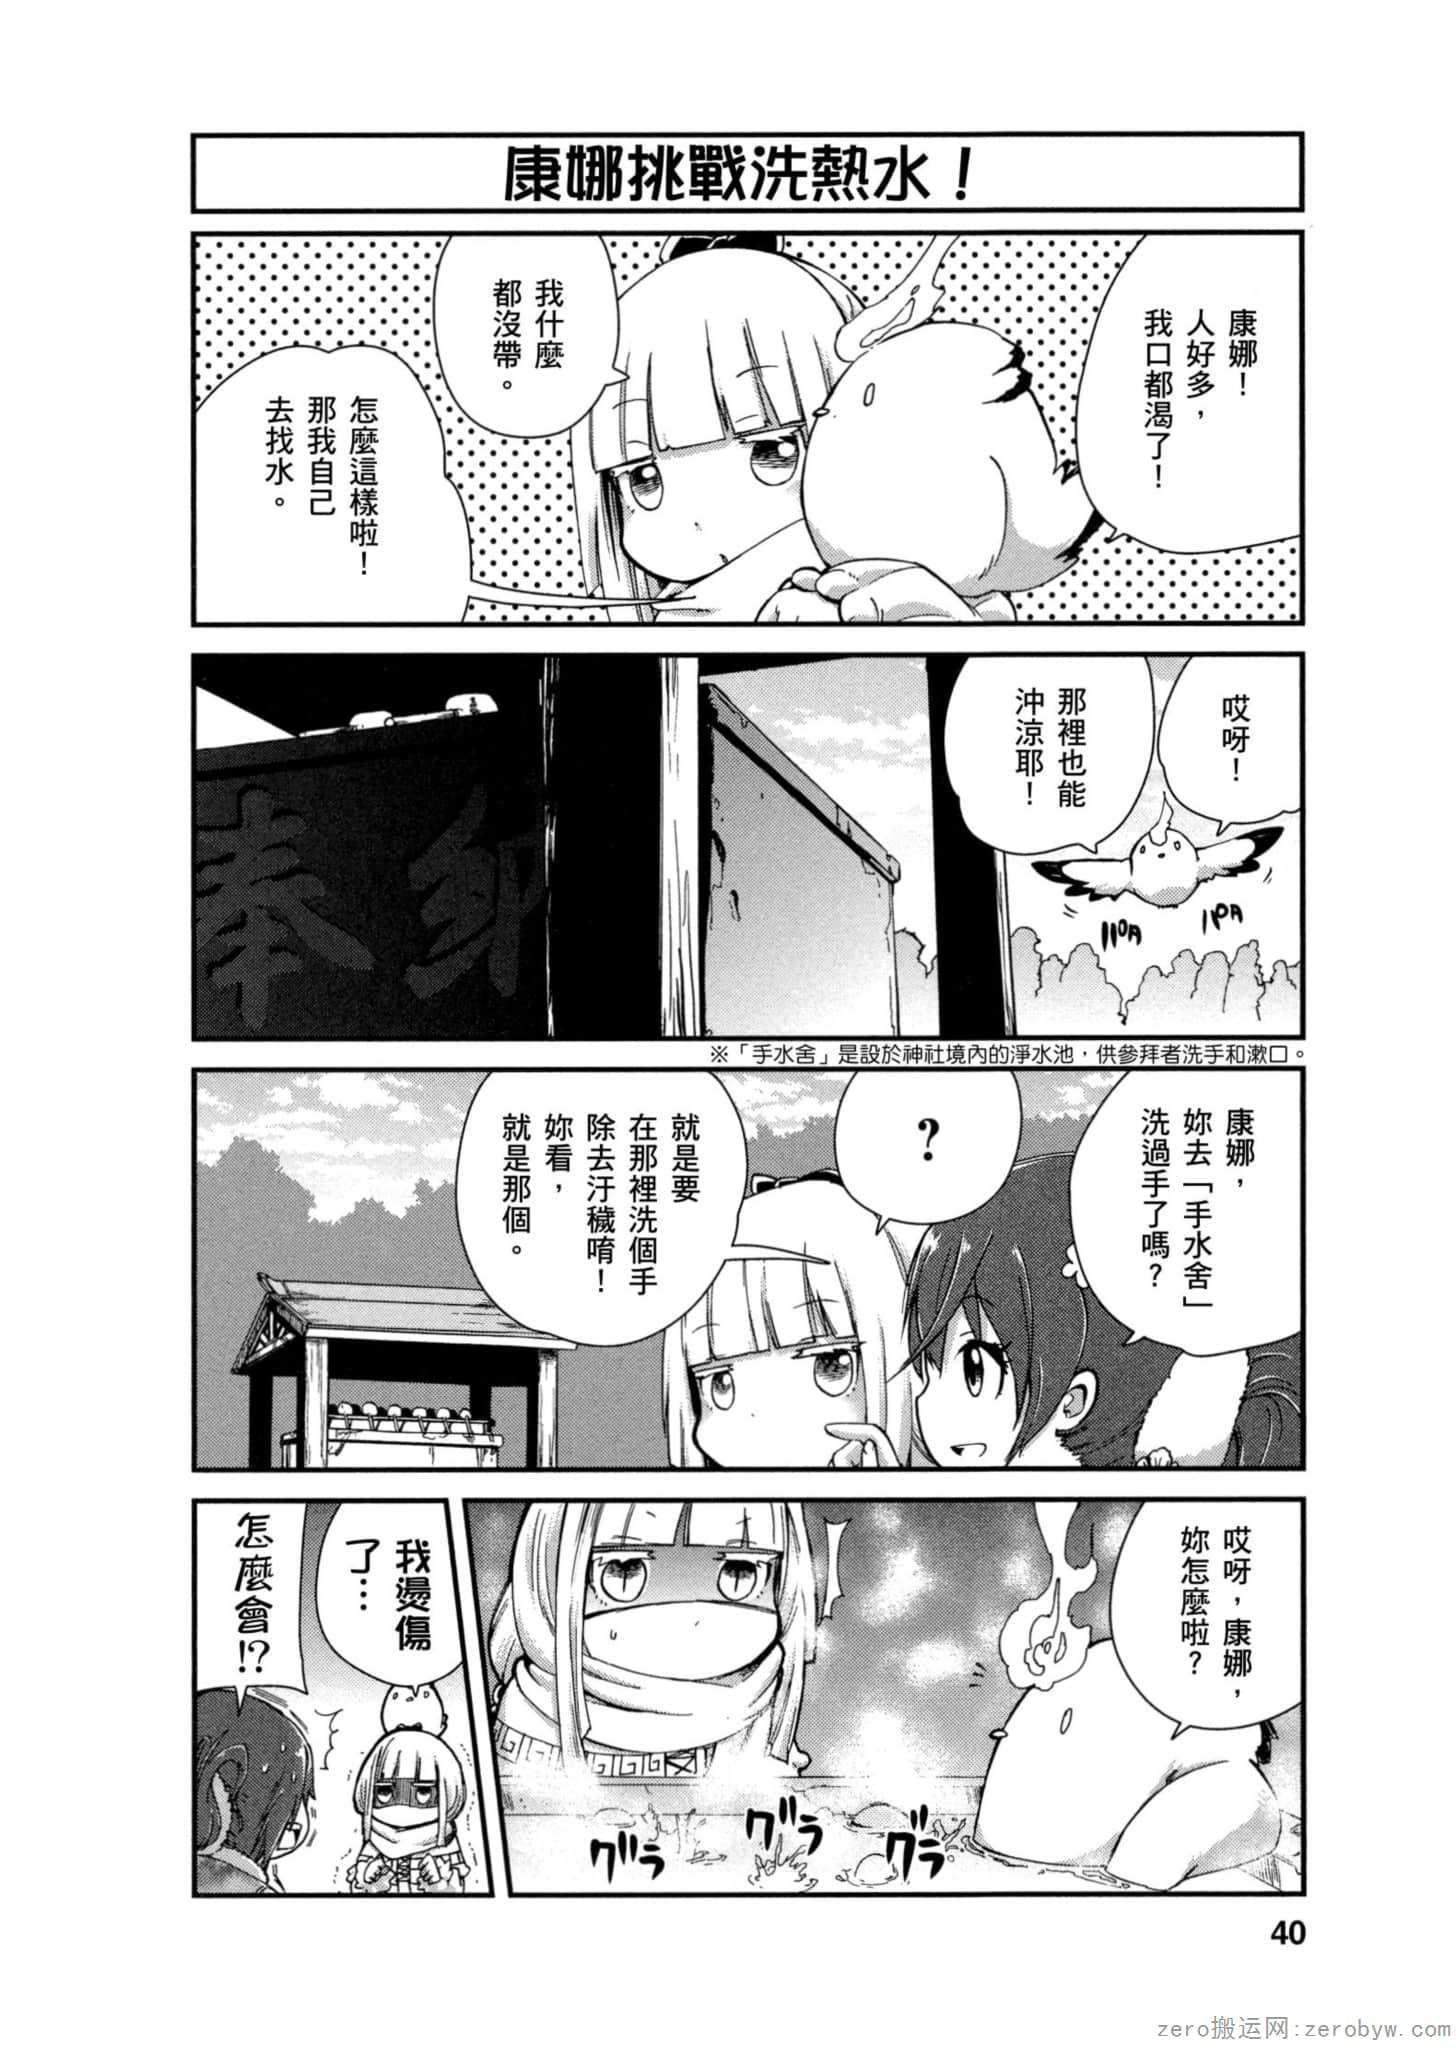 康娜挑戰洗熱水！
康娜！
人好多，
我口都渴了！
我什麼
都沒帶。
怎麼這樣啦！
那我自己
去找水。
哎呀！
那裡也能
沖涼耶！
パタ
パタ
奉納
※「手水舍」是設於神社境內的淨水池，供參拜者洗手和漱口。
康娜，
妳去「手水舍」
洗過手了嗎？
？
就是要
在那裡洗個手
除去汙穢唷！
妳看，
就是那個。
哎呀，康娜，
妳怎麼啦？
グラ
グラ
グラ
我燙傷
了…
怎麼會!?
40
zero搬运网:zerobyw.com